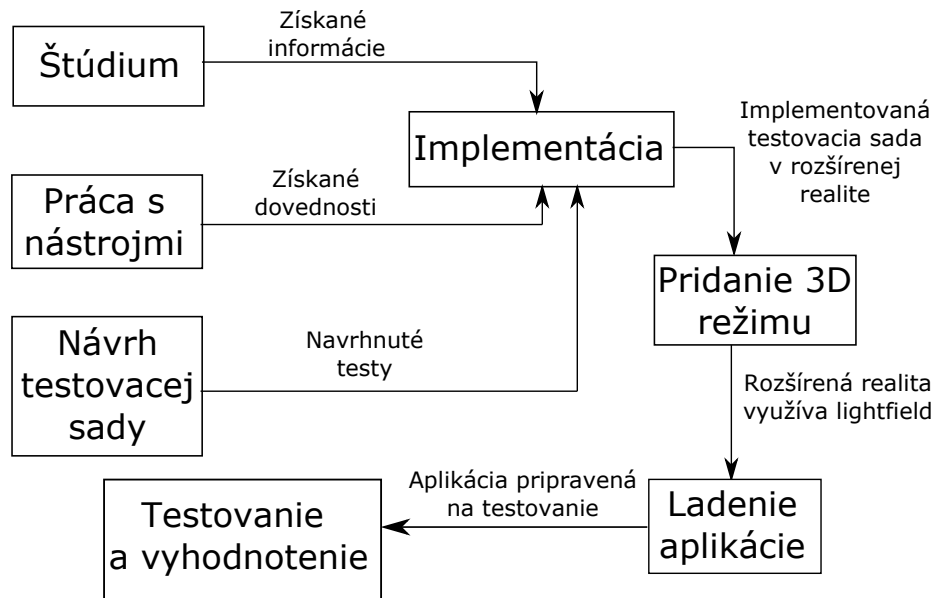 Štúdium
Získané
informácie
Implementácia
Implementovaná
testovacia sada
v rozšírenej
realite
Práca s
nástrojmi
Získané
dovednosti
Pridanie 3D
režimu
Návrh
testovacej
sady
Navrhnuté
testy
Rozšírená realita
využíva lightfield
Ladenie
aplikácie
Aplikácia pripravená
na testovanie
Testovanie
a vyhodnotenie